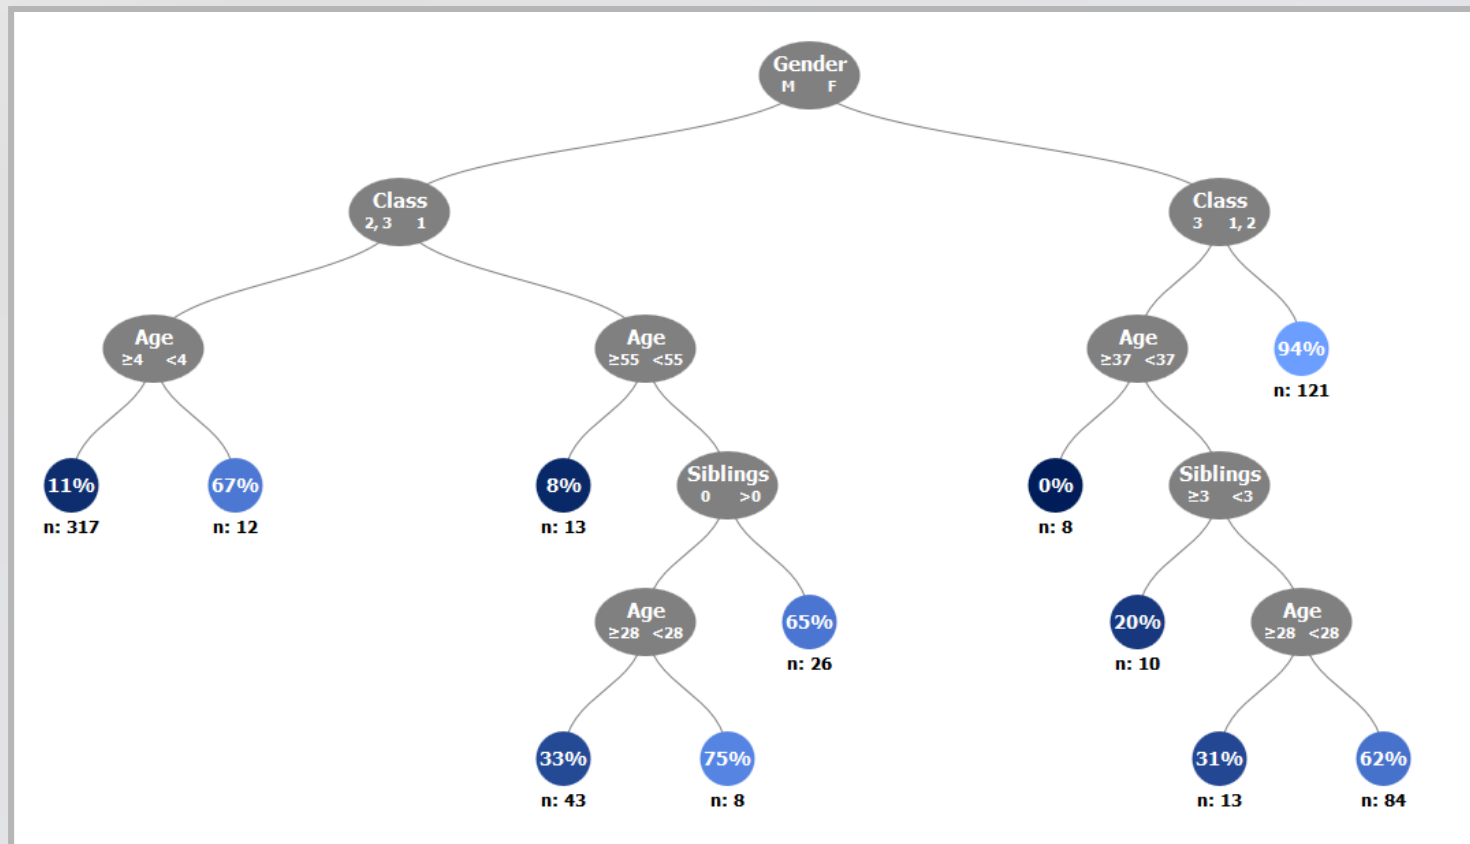 Gender
M F
Class
2, 3 1
Class
3 1, 2
Age
≥4 <4
Age
≥55 <55
Age
≥37 <37
94%
n: 121
11%
n: 317
67%
n: 12
8%
n: 13
Siblings
0 >0
0%
n: 8
Siblings
≥3 <3
Age
≥28 <28
65%
n: 26
20%
n: 10
Age
≥28 <28
33%
n: 43
75%
n: 8
31%
n: 13
62%
n: 84